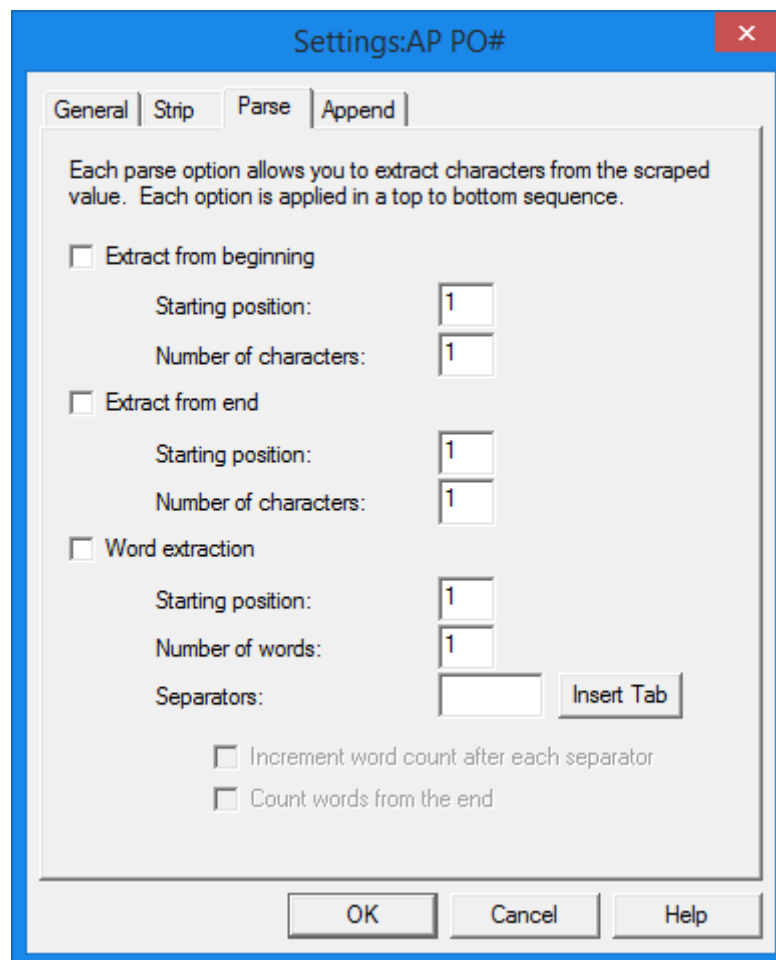 Settings:AP PO#
General Strip Parse Append
Each parse option allows you to extract characters from the scraped
value. Each option is applied in a top to bottom sequence.
Extract from beginning
Starting position: 1
Number of characters: 1
Extract from end
Starting position: 1
Number of characters: 1
Word extraction
Starting position: 1
Number of words: 1
Separators: Insert Tab
Increment word count after each separator
Count words from the end
OK Cancel Help